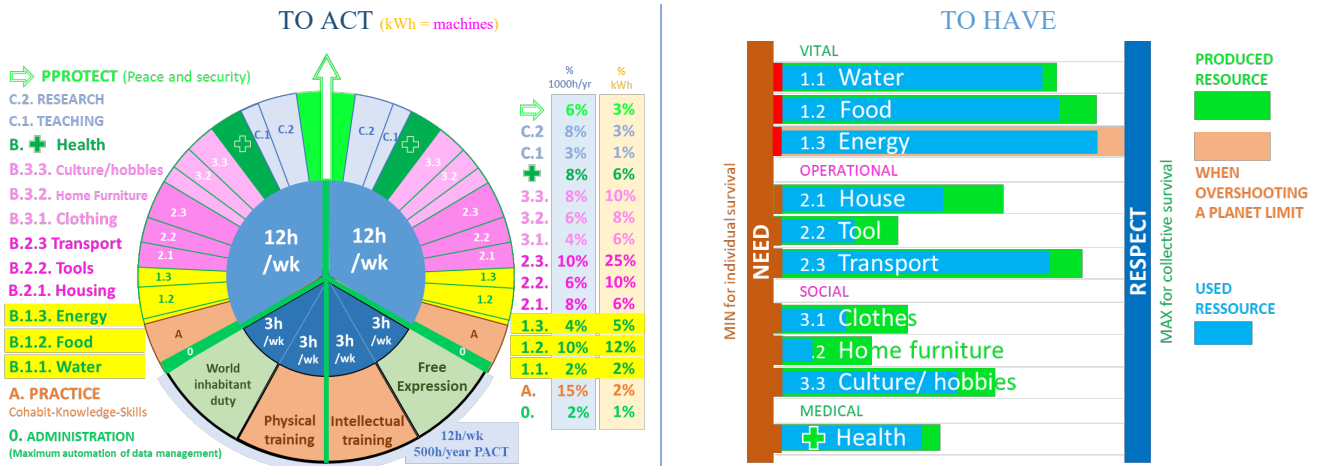 TO ACT (kWh = machines)
PPROTECT (Peace and security)
C.2. RESEARCH
C.1. TEACHING
B. Health
B.3.3. Culture/hobbies
B.3.2. Home Furniture
B.3.1. Clothing
B.2.3 Transport
B.2.2. Tools
B.2.1. Housing
B.1.3. Energy
B.1.2. Food
B.1.1. Water
A. PRACTICE
Cohabit-Knowledge-Skills
0. ADMINISTRATION
(Maximum automation of data management)
C.1
C.2
C.2
C.1
3.3
3.2
3.3
3.2
2.3
2.2
2.1
2.3
2.2
2.1
1.3
1.2
1.3
1.2
A
0
A
0
12h
/wk
12h
/wk
3h
/wk
3h
/wk
3h
/wk
3h
/wk
World
inhabitant
duty
Physical
training
Intellectual
training
Free
Expression
12h/wk
500h/year PACT
%
1000h/yr
%
kWh
6% 3%
C.2 8% 3%
C.1 3% 1%
8% 6%
3.3. 8% 10%
3.2. 6% 8%
3.1. 4% 6%
2.3. 10% 25%
2.2. 6% 10%
2.1. 8% 6%
1.3. 4% 5%
1.2. 10% 12%
1.1. 2% 2%
A. 15% 2%
0. 2% 1%
TO HAVE
MIN for individual survival
NEED
VITAL
1.1 Water
1.2 Food
1.3 Energy
OPERATIONAL
2.1 House
2.2 Tool
2.3 Transport
SOCIAL
3.1 Clothes
.2 Home furniture
3.3 Culture/ hobbies
MEDICAL
Health
RESPECT
MAX for collective survival
PRODUCED
RESOURCE
WHEN
OVERSHOOTING
A PLANET LIMIT
USED
RESSOURCE